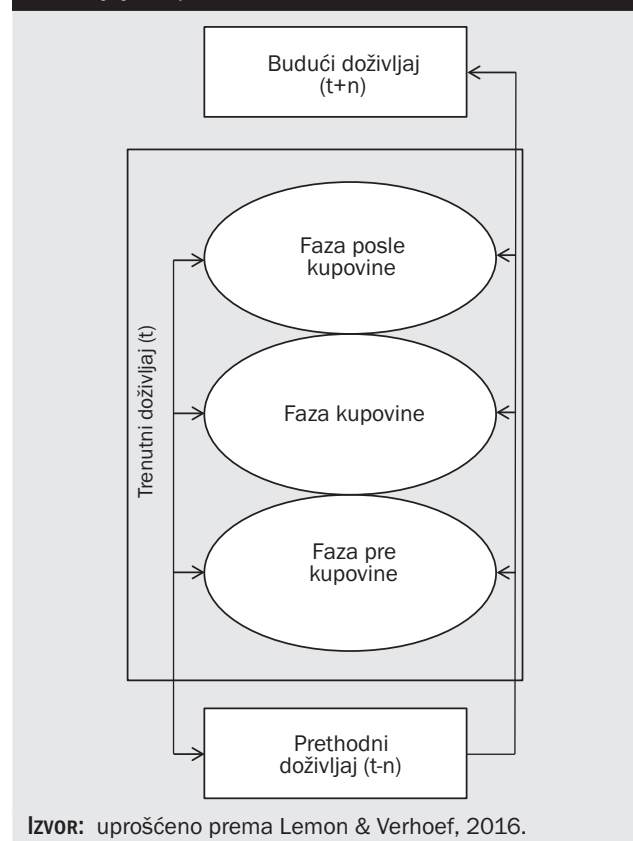 Budući doživljaj
(t+n)
Trenutni doživljaj (t)
Faza posle
kupovine
Faza kupovine
Faza pre
kupovine
Prethodni
doživljaj (t-n)
Izvor: uprošćeno prema Lemon & Verhoef, 2016.